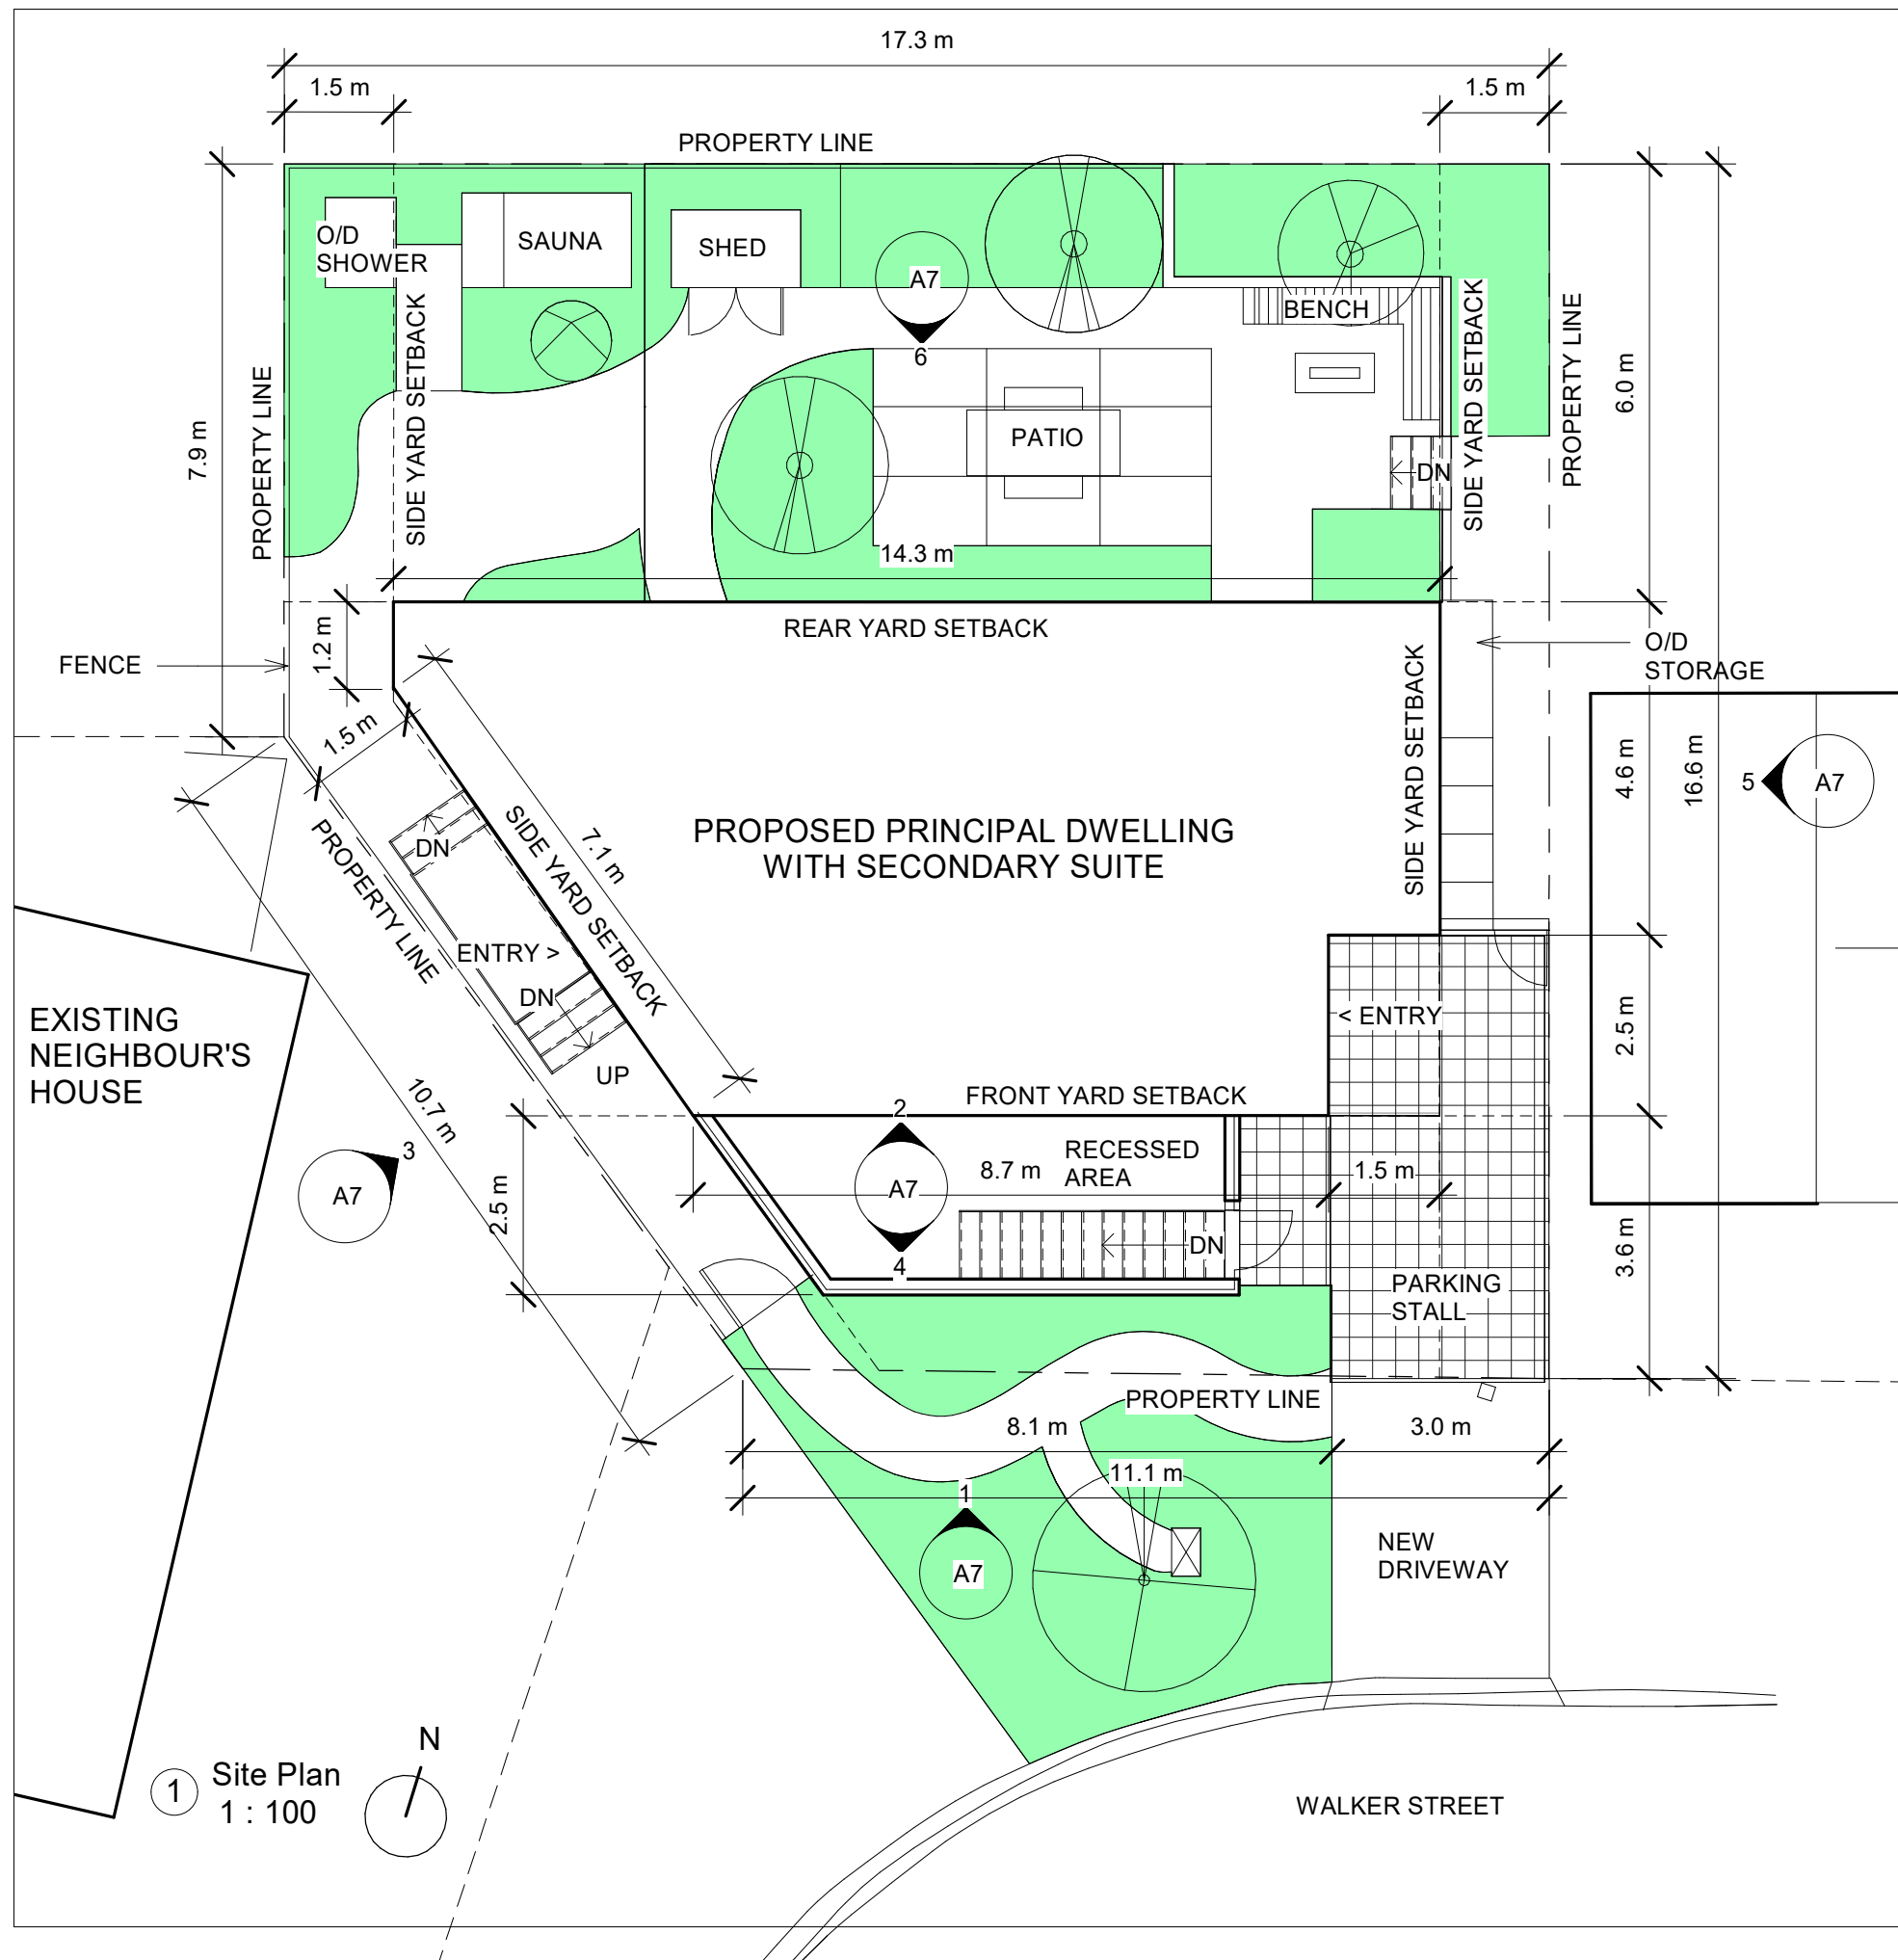 17.3 m
1.5 m
1.5 m
PROPERTY LINE
O/D
SHOWER
SAUNA
SHED
A7
6
BENCH
SIDE YARD SETBACK
SIDE YARD SETBACK
PROPERTY LINE
PROPERTY LINE
7.9 m
6.0 m
PATIO
DN
14.3 m
REAR YARD SETBACK
1.2 m
FENCE
O/D
STORAGE
1.5 m
SIDE YARD SETBACK
4.6 m
16.6 m
5
A7
PROPERTY LINE
DN
SIDE YARD SETBACK
7.1 m
PROPOSED PRINCIPAL DWELLING
WITH SECONDARY SUITE
ENTRY >
DN
UP
< ENTRY
2.5 m
EXISTING
NEIGHBOUR'S
HOUSE
10.7 m
FRONT YARD SETBACK
2
RECESSED
AREA
8.7 m
1.5 m
A7
3
A7
2.5 m
4
DN
3.6 m
PARKING
STALL
PROPERTY LINE
8.1 m
3.0 m
11.1 m
1
A7
NEW
DRIVEWAY
N
1
Site Plan
1 : 100
WALKER STREET